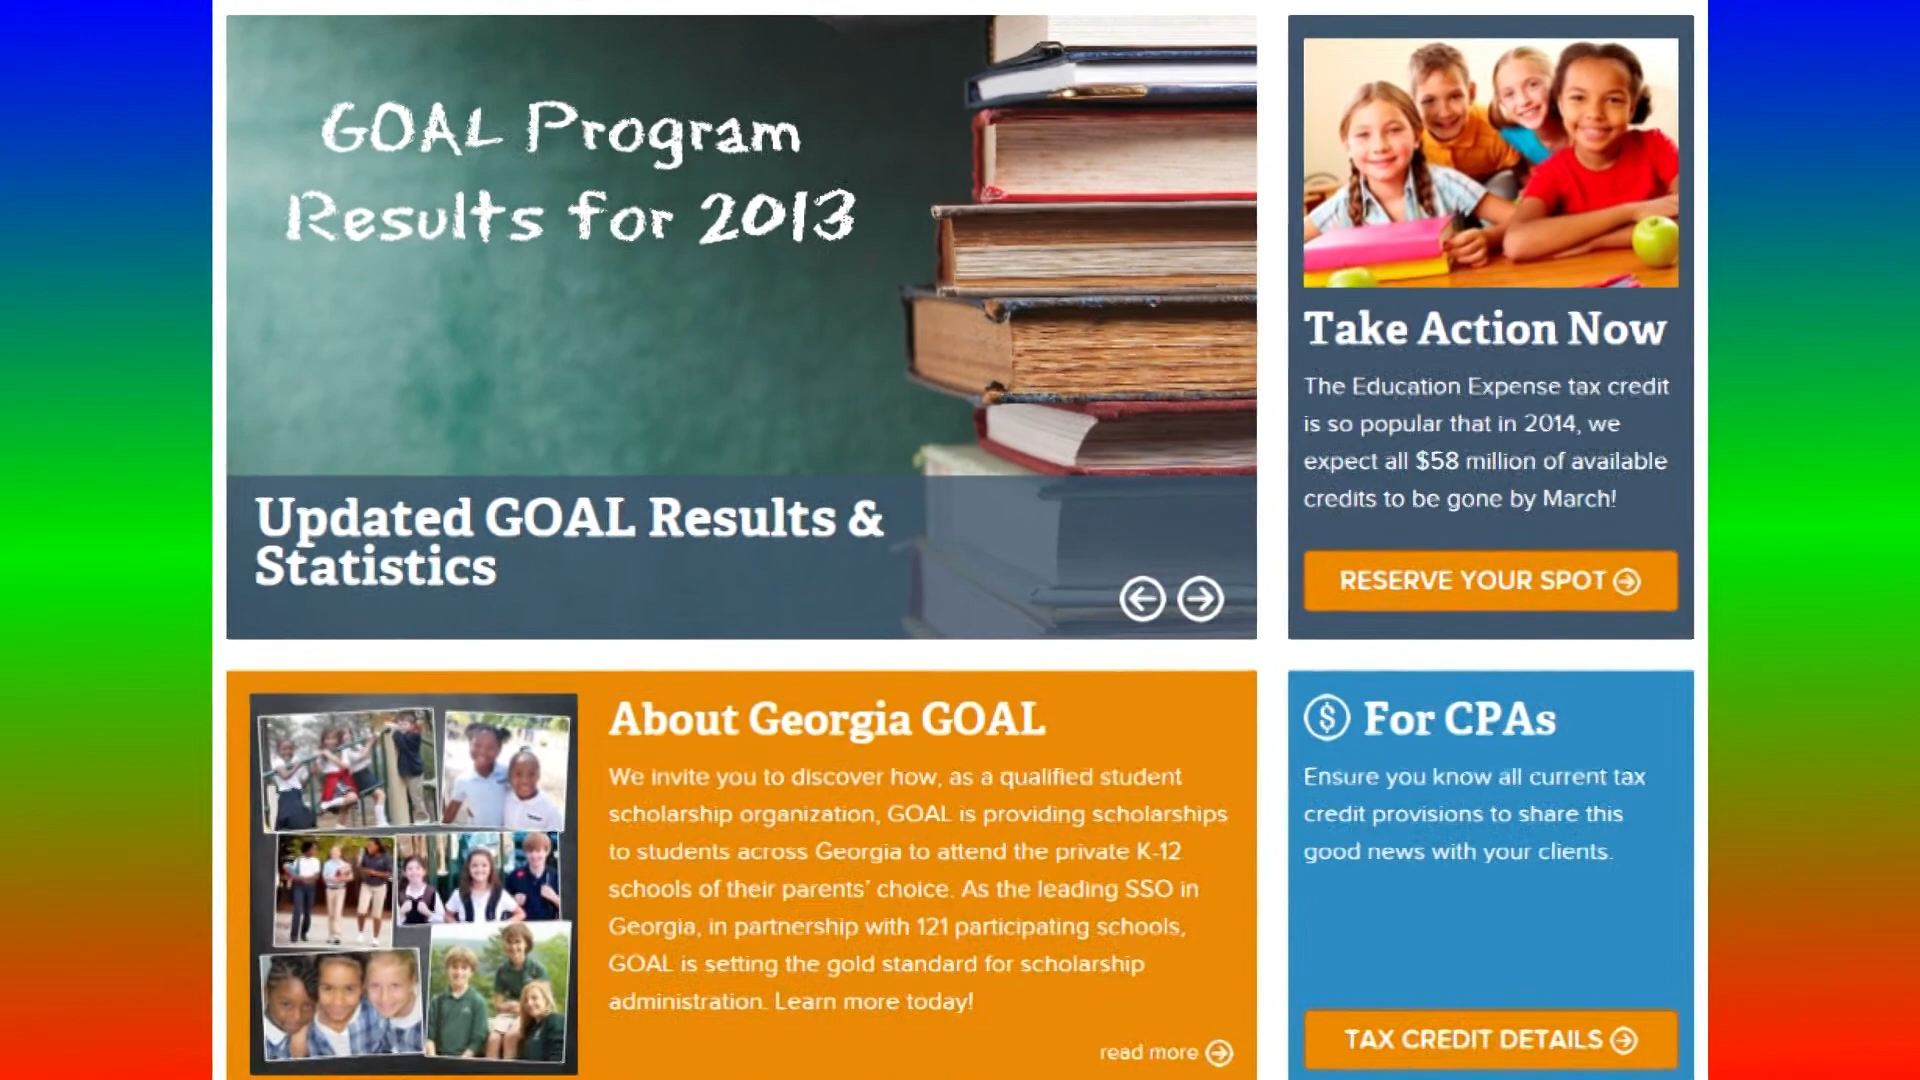 GOAL Program
Results for 2013
Updated GOAL Results &
Statistics
Take Action Now
The Education Expense tax credit
is so popular that in 2014, we
expect all $58 million of available
credits to be gone by March!
RESERVE YOUR SPOT
About Georgia GOAL
We invite you to discover how, as a qualified student
scholarship organization, GOAL is providing scholarships
to students across Georgia to attend the private K-12
schools of their parents' choice. As the leading SSO in
Georgia, in partnership with 121 participating schools,
GOAL is setting the gold standard for scholarship
administration. Learn more today!
read more
$ For CPAs
Ensure you know all current tax
credit provisions to share this
good news with your clients.
TAX CREDIT DETAILS